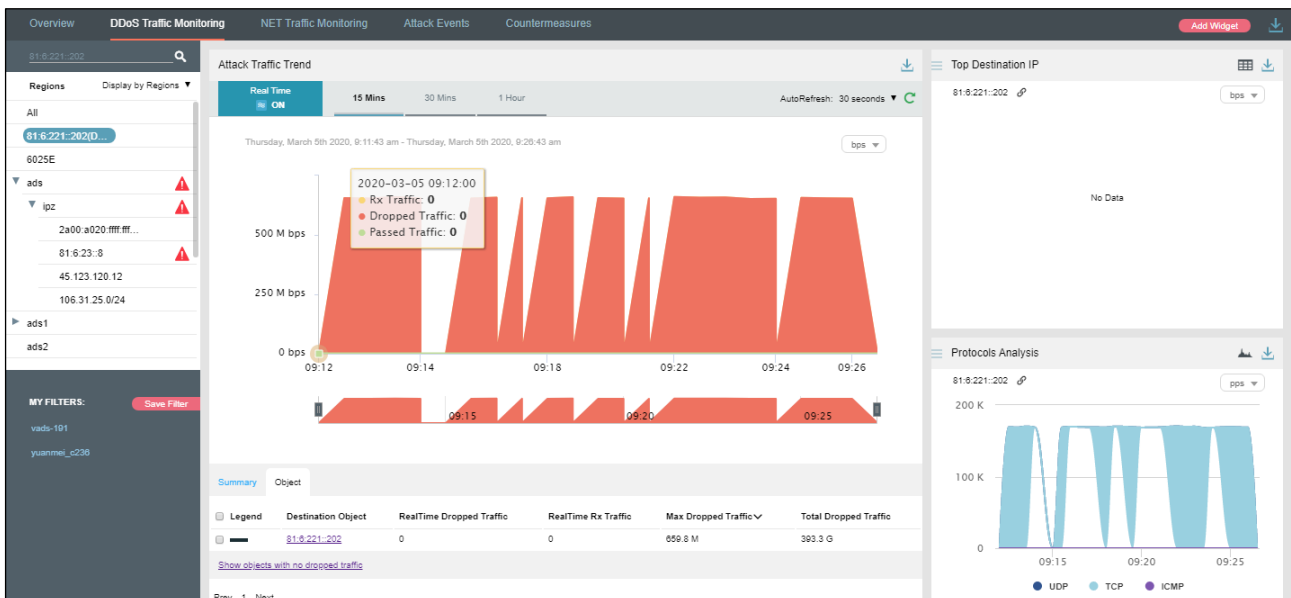 Overview DDoS Traffic Monitoring NET Traffic Monitoring Attack Events Countermeasures Add Widget
81:6:221::202
Regions Display by Regions
All
81:6:221::202(D...
6025E
ads
ipz
2a00:a020:ffff:fff...
81:6:23::8
45.123.120.12
106.31.25.0/24
ads1
ads2
MY FILTERS: Save Filter
vads-191
yuanmei_c236
Attack Traffic Trend
Real Time
ON
15 Mins 30 Mins 1 Hour AutoRefresh: 30 seconds
Thursday, March 5th 2020, 9:11:43 am - Thursday, March 5th 2020, 9:26:43 am bps
2020-03-05 09:12:00
Rx Traffic: 0
Dropped Traffic: 0
Passed Traffic: 0
500 M bps
250 M bps
0 bps
09:12 09:14 09:18 09:22 09:24 09:26
09:15 09:20 09:25
Summary Object
Legend Destination Object RealTime Dropped Traffic RealTime Rx Traffic Max Dropped Traffic Total Dropped Traffic
81:6:221::202 0 0 659.8 M 393.3 G
Show objects with no dropped traffic
Prev 1 Next
Top Destination IP
81:6:221::202 bps
No Data
Protocols Analysis
81:6:221::202 pps
200 K
100 K
0
09:15 09:20 09:25
UDP TCP ICMP